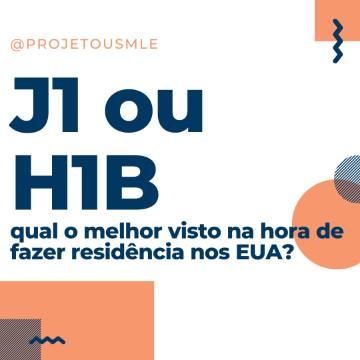 @PROJETOUSMLE
J1 ou
H1B
qual o melhor visto na hora de
fazer residência nos EUA?